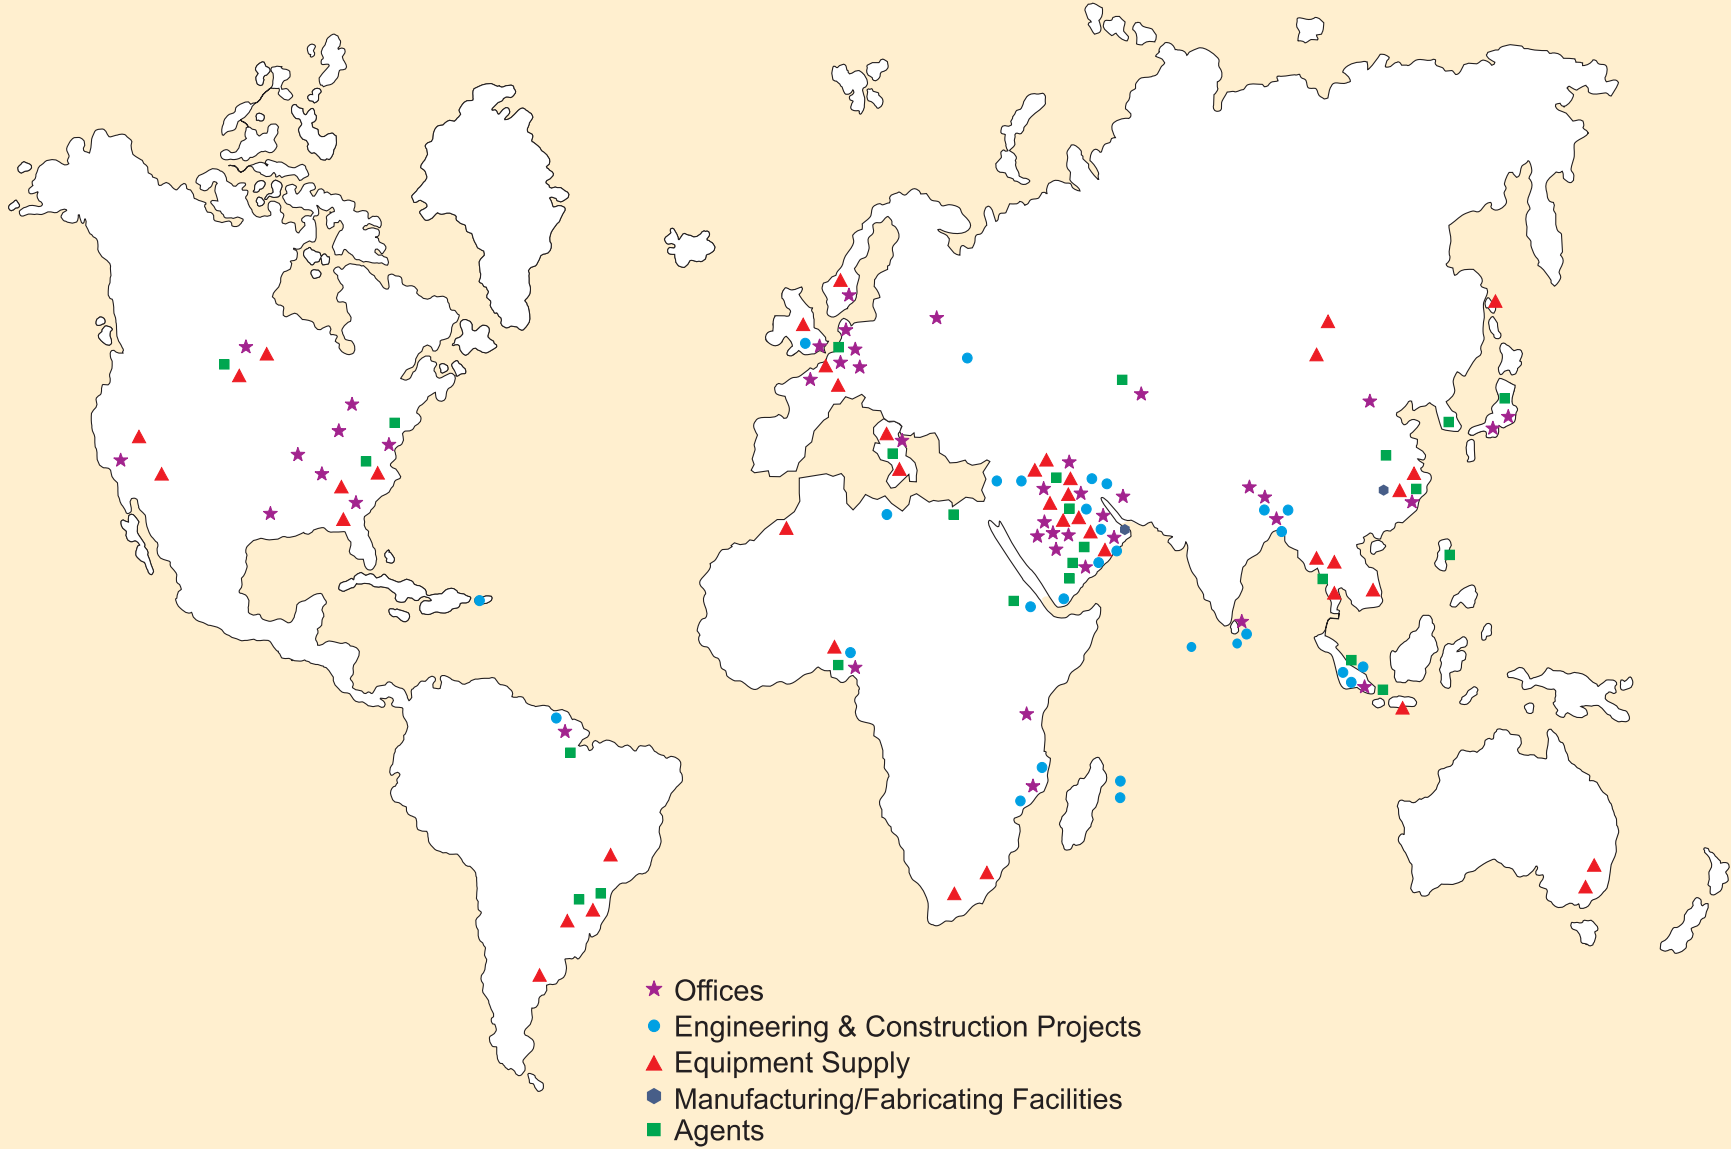 Offices
Engineering & Construction Projects
Equipment Supply
Manufacturing/Fabricating Facilities
Agents